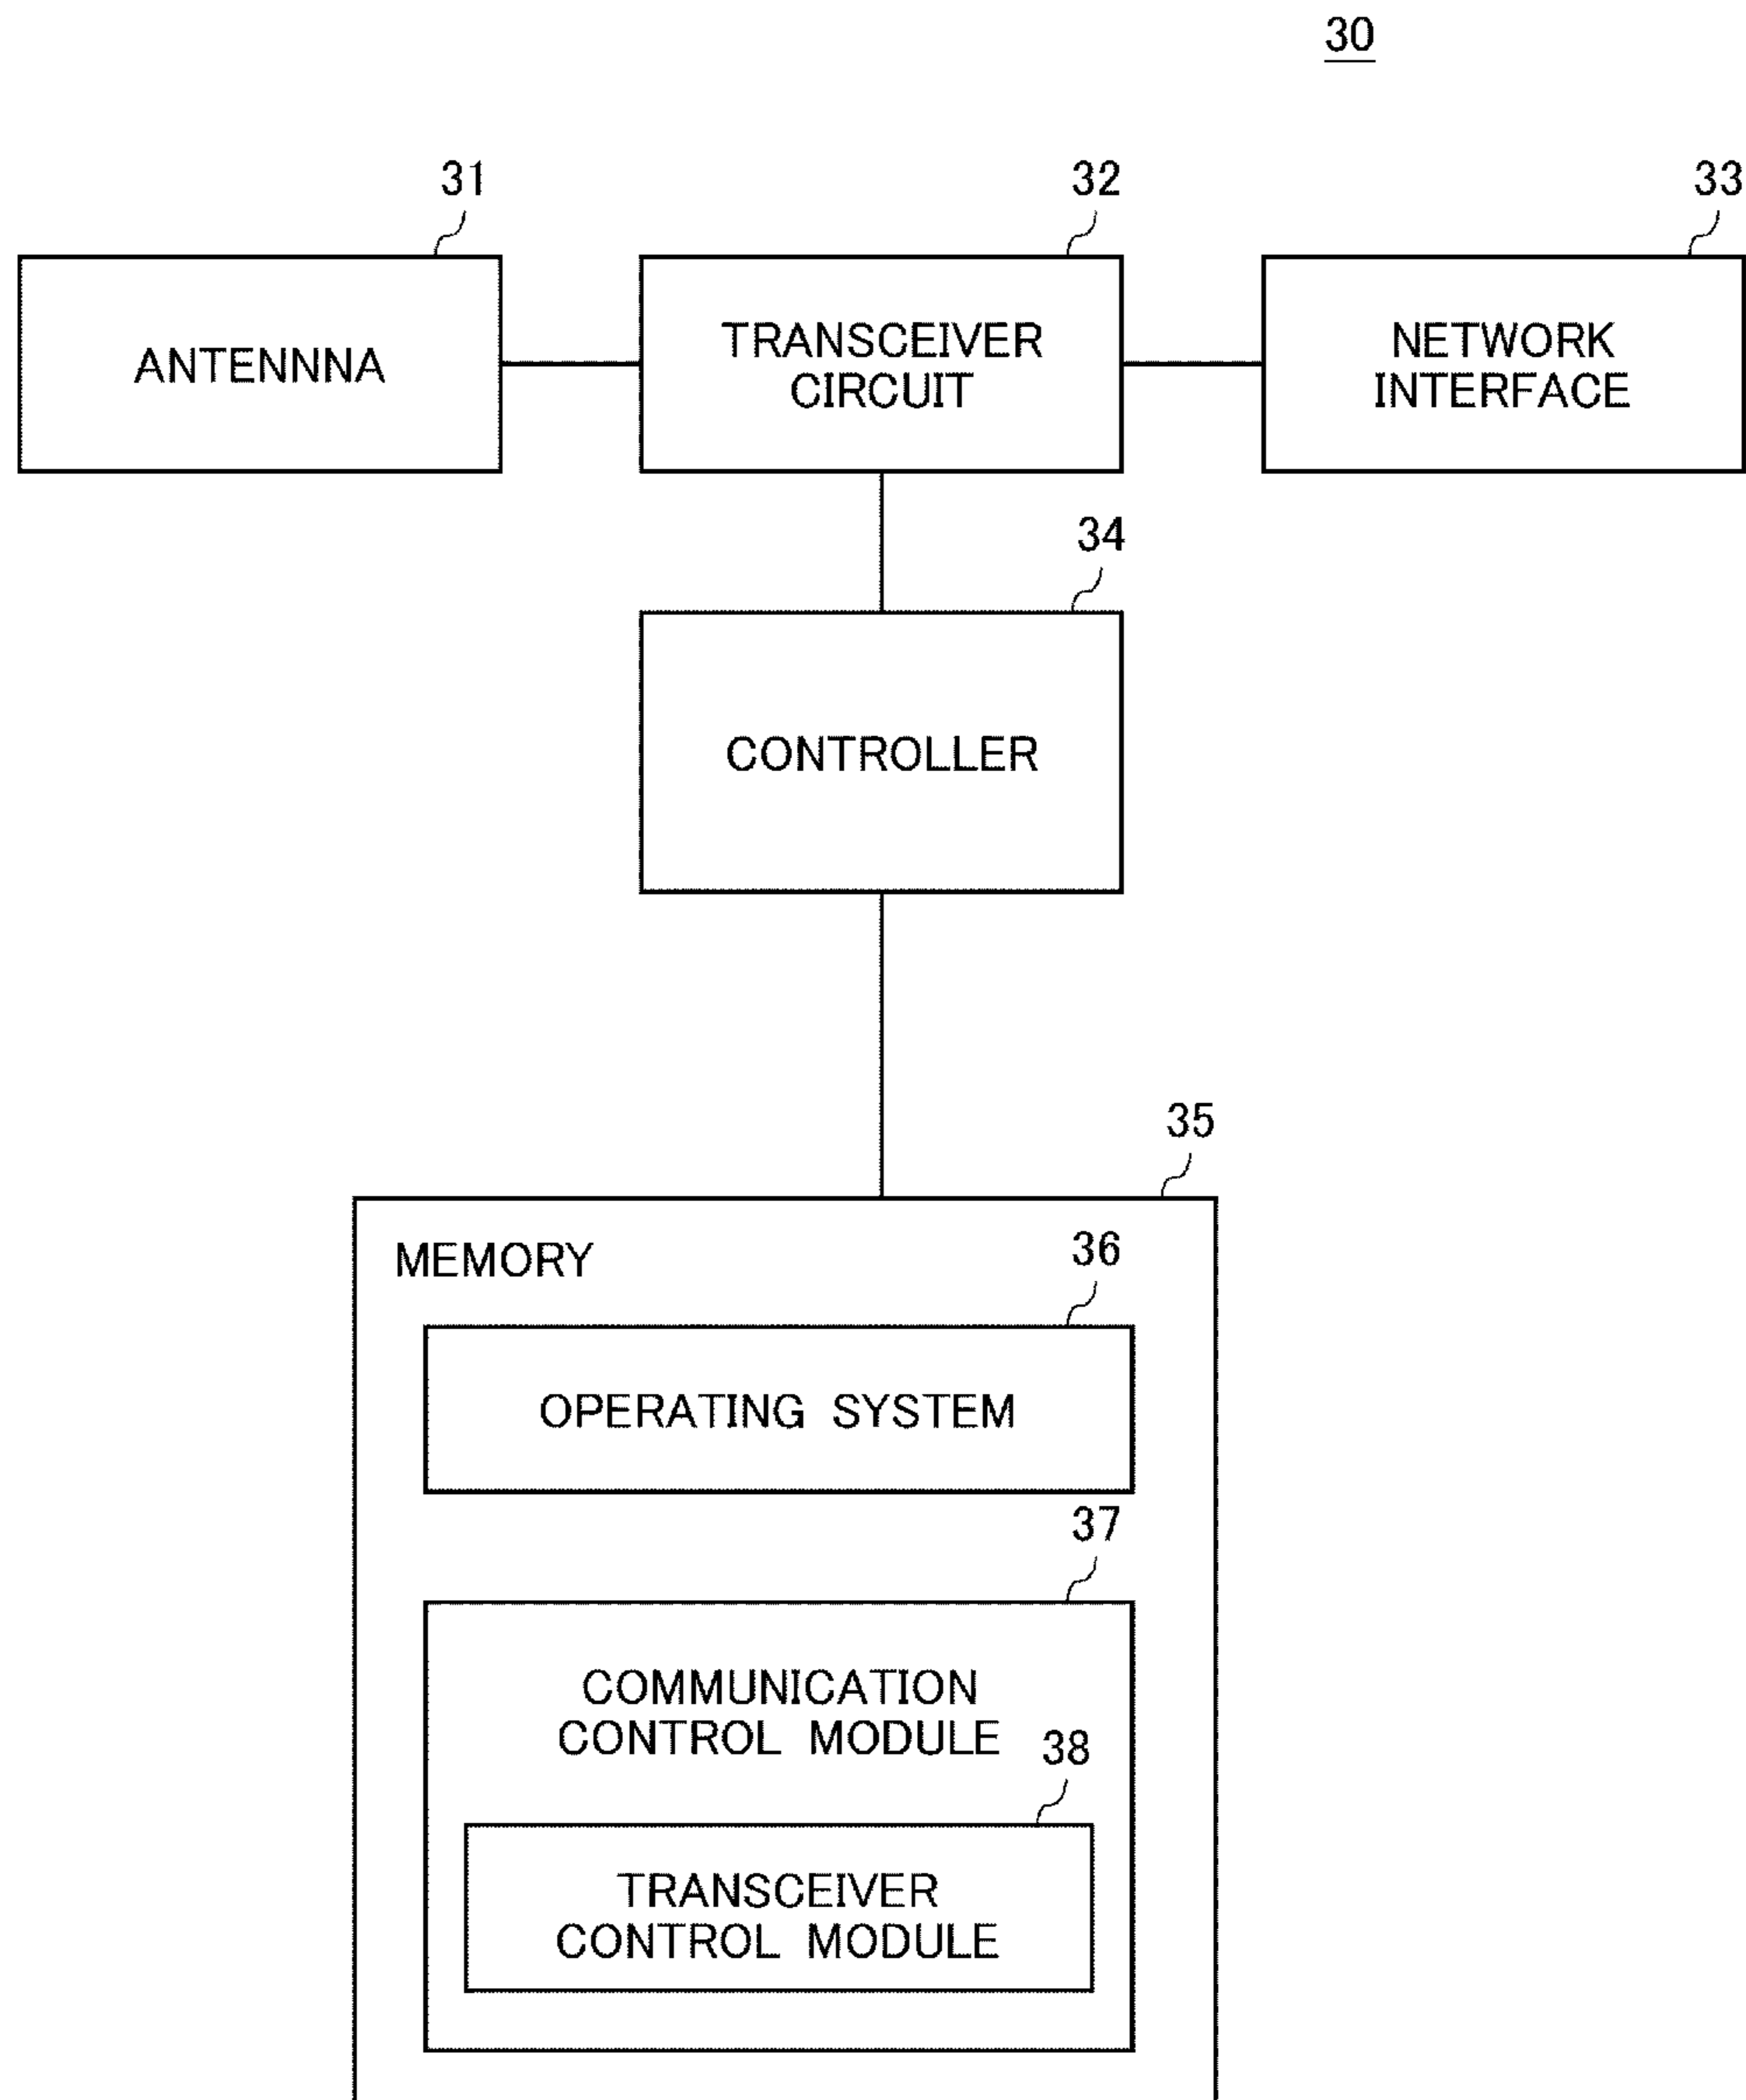 30
31
32
33
ANTENNNA
TRANSCEIVER
CIRCUIT
NETWORK
INTERFACE
34
CONTROLLER
35
MEMORY
36
OPERATING SYSTEM
37
COMMUNICATION
CONTROL MODULE
38
TRANSCEIVER
CONTROL MODULE